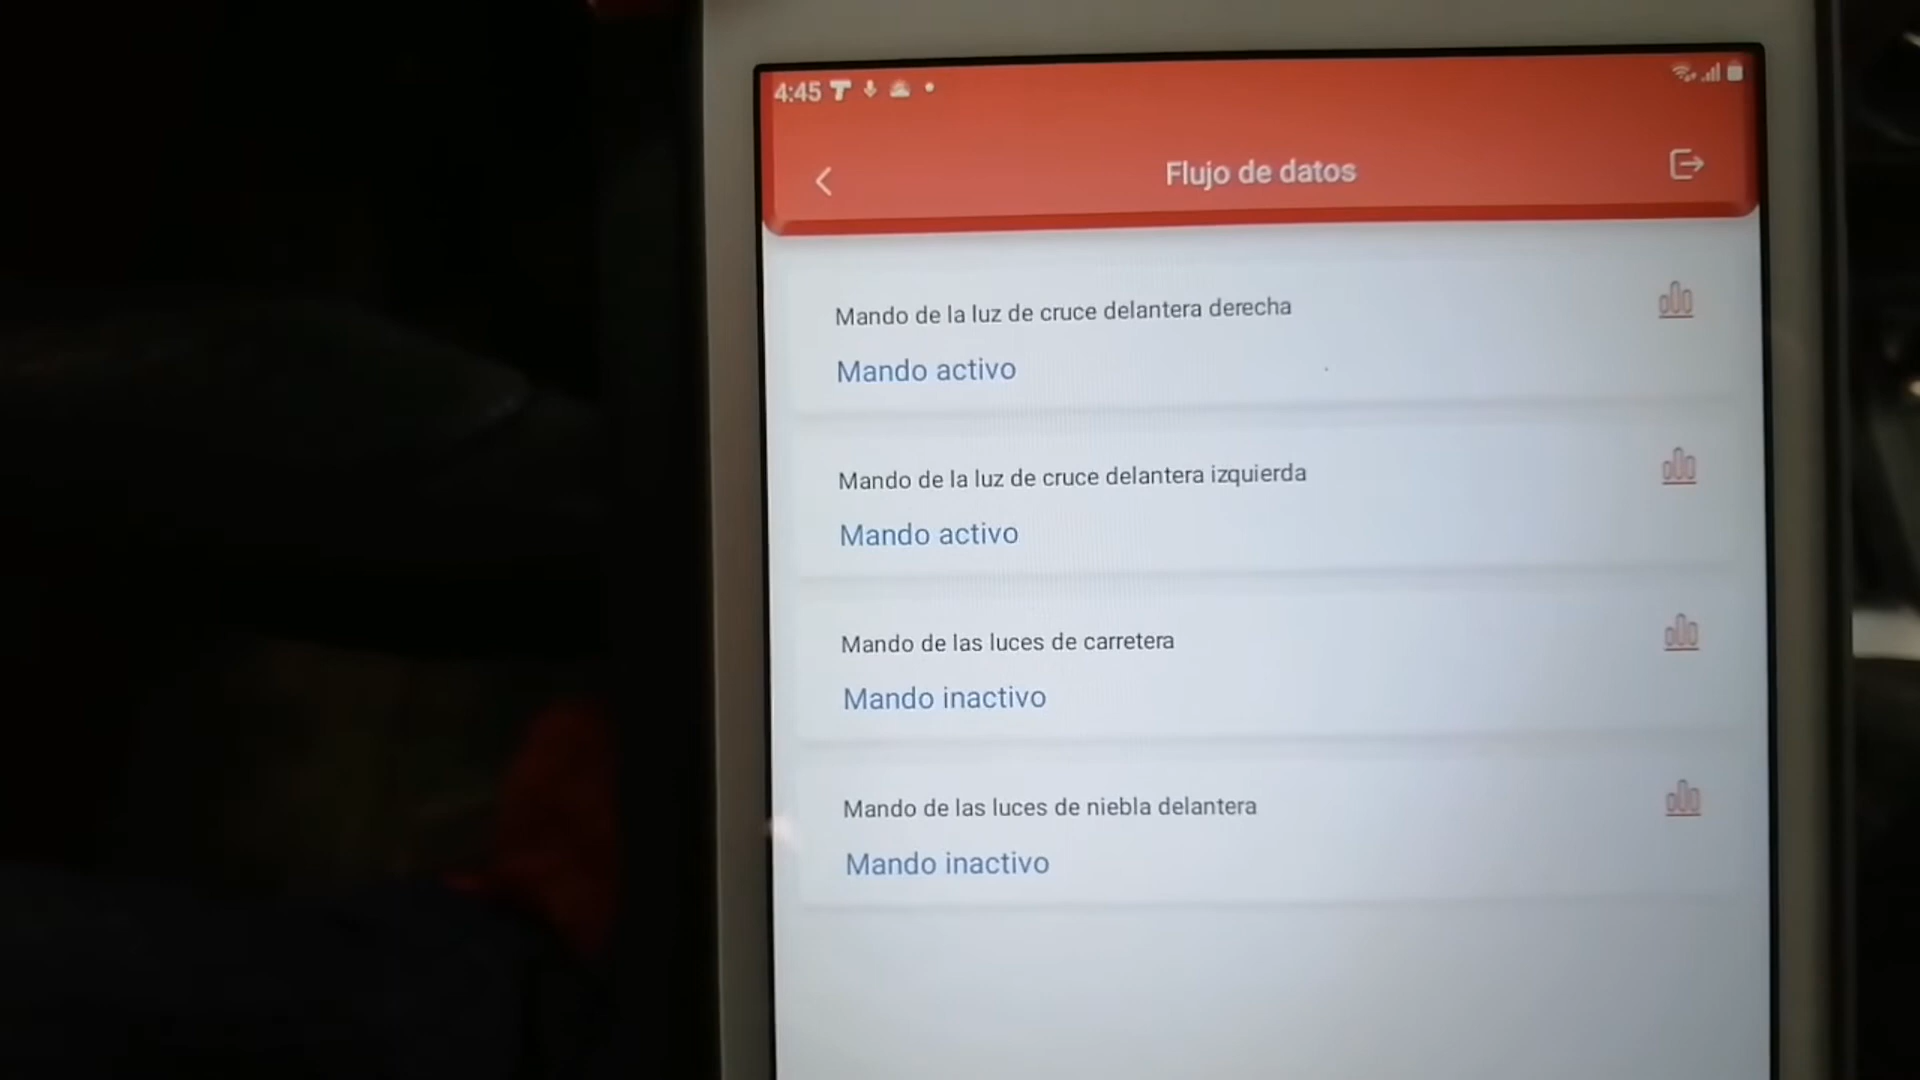 4:45
Flujo de datos
Mando de la luz de cruce delantera derecha
Mando activo
Mando de la luz de cruce delantera izquierda
Mando activo
Mando de las luces de carretera
Mando inactivo
Mando de las luces de niebla delantera
Mando inactivo